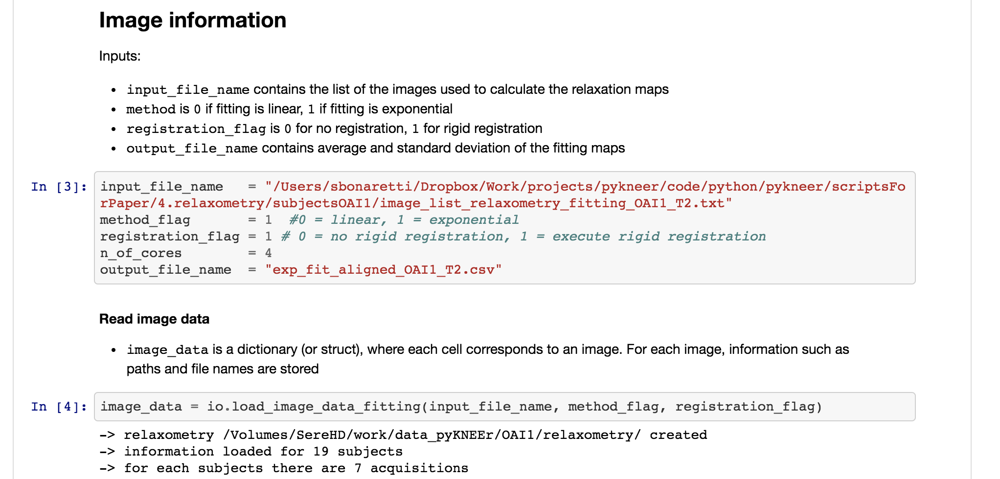 Image information
Inputs:
• input_file_name contains the list of the images used to calculate the relaxation maps
• method is 0 if fitting is linear, 1 if fitting is exponential
• registration_flag is 0 for no registration, 1 for rigid registration
• output_file_name contains average and standard deviation of the fitting maps
In [3]: input_file_name   = "/Users/sbonaretti/Dropbox/Work/projects/pykneer/code/python/pykneer/scriptsFo
rPaper/4.relaxometry/subjectsOAI1/image_list_relaxometry_fitting_OAI1_T2.txt"
method_flag       = 1  #0 = linear, 1 = exponential
registration_flag = 1 # 0 = no rigid registration, 1 = execute rigid registration
n_of_cores        = 4
output_file_name  = "exp_fit_aligned_OAI1_T2.csv"
Read image data
• image_data is a dictionary (or struct), where each cell corresponds to an image. For each image, information such as
paths and file names are stored
In [4]: image_data = io.load_image_data_fitting(input_file_name, method_flag, registration_flag)
-> relaxometry /Volumes/SereHD/work/data_pyKNEEr/OAI1/relaxometry/ created
-> information loaded for 19 subjects
-> for each subjects there are 7 acquisitions